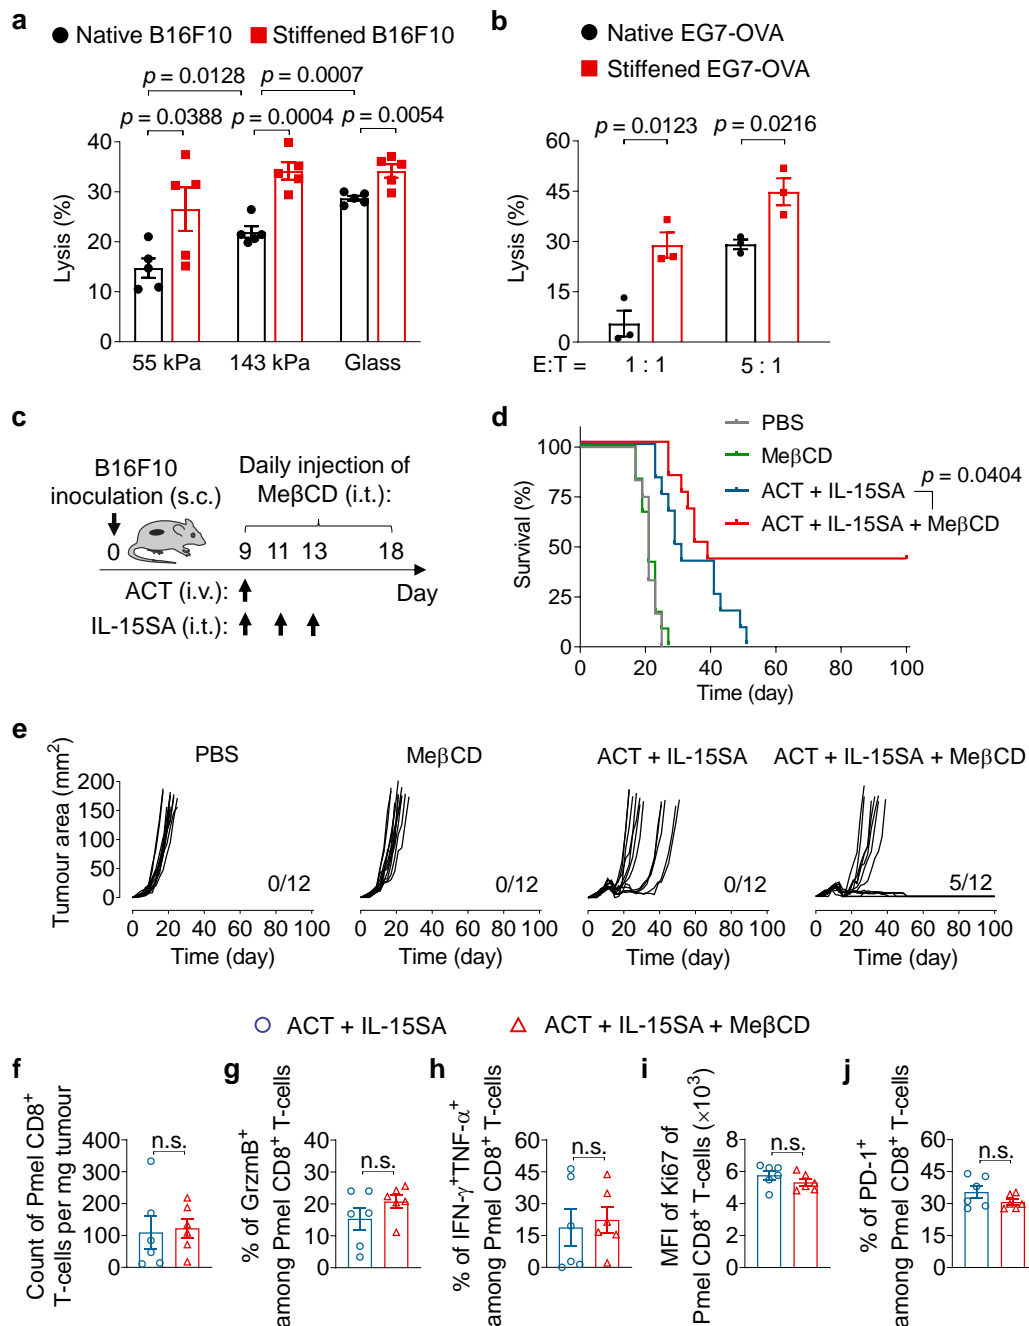 a
Native B16F10
Stiffened B16F10
p = 0.0128
p = 0.0007
p = 0.0388
p = 0.0004
p = 0.0054
Lysis (%)
40
30
20
10
0
55 kPa
143 kPa
Glass
b
Native EG7-OVA
Stiffened EG7-OVA
p = 0.0123
p = 0.0216
Lysis (%)
60
45
30
15
0
E:T =
1 : 1
5 : 1
c
B16F10
inoculation (s.c.)
Daily injection of
MeβCD (i.t.):
0
9
11
13
18
ACT (i.v.):
Day
IL-15SA (i.t.):
d
PBS
MeβCD
ACT + IL-15SA
ACT + IL-15SA + MeβCD
p = 0.0404
Survival (%)
100
75
50
25
0
0 20 40 60 80 100
Time (day)
e
Tumour area (mm²)
200
150
100
50
0
PBS
0/12
0 20 40 60 80 100
Time (day)
MeβCD
0/12
0 20 40 60 80 100
Time (day)
ACT + IL-15SA
0/12
0 20 40 60 80 100
Time (day)
ACT + IL-15SA + MeβCD
5/12
0 20 40 60 80 100
Time (day)
ACT + IL-15SA
ACT + IL-15SA + MeβCD
f
Count of Pmel CD8⁺
T-cells per mg tumour
400
300
200
100
0
n.s.
g
% of GrzmB⁺
among Pmel CD8⁺ T-cells
40
30
20
10
0
n.s.
h
% of IFN-γ⁺TNF-α⁺
among Pmel CD8⁺ T-cells
60
45
30
15
0
n.s.
i
MFI of Ki67 of
Pmel CD8⁺ T-cells (×10³)
8
6
4
2
0
n.s.
j
% of PD-1⁺
among Pmel CD8⁺ T-cells
60
45
30
15
0
n.s.